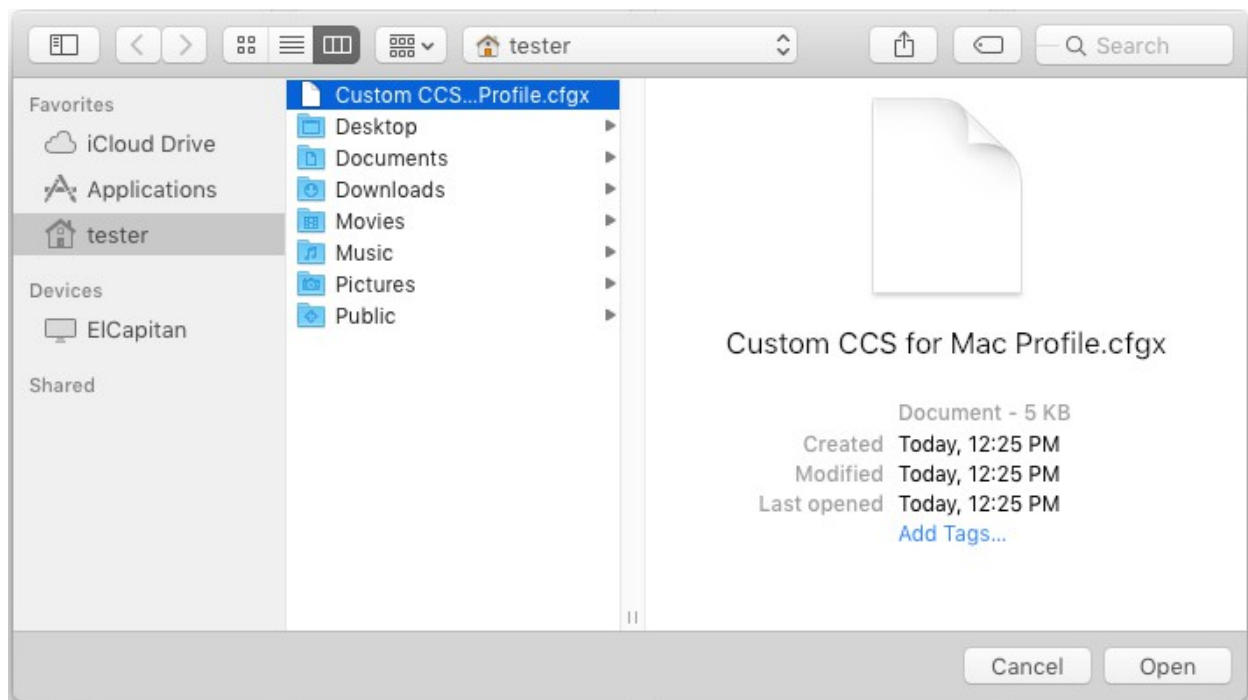 tester
Search
Favorites
iCloud Drive
Applications
tester
Devices
ElCapitan
Shared
Custom CCS...Profile.cfgx
Desktop
Documents
Downloads
Movies
Music
Pictures
Public
Custom CCS for Mac Profile.cfgx
Document - 5 KB
Created Today, 12:25 PM
Modified Today, 12:25 PM
Last opened Today, 12:25 PM
Add Tags...
Cancel
Open